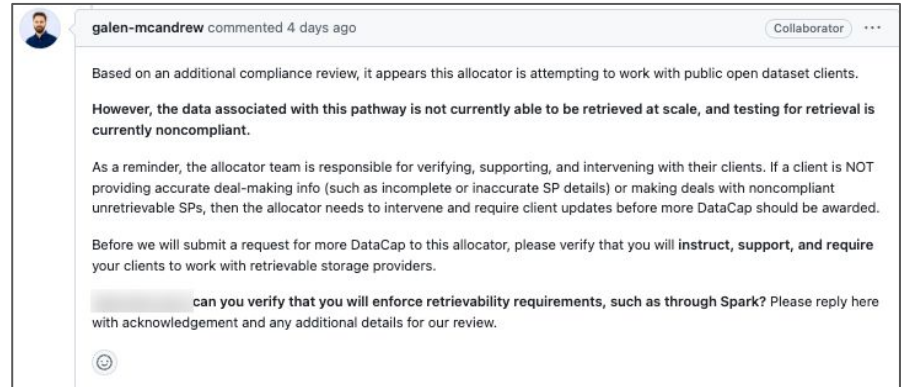 galen-mcandrew commented 4 days ago
Collaborator ...
Based on an additional compliance review, it appears this allocator is attempting to work with public open dataset clients.
However, the data associated with this pathway is not currently able to be retrieved at scale, and testing for retrieval is
currently noncompliant.
As a reminder, the allocator team is responsible for verifying, supporting, and intervening with their clients. If a client is NOT
providing accurate deal-making info (such as incomplete or inaccurate SP details) or making deals with noncompliant
unretrievable SPs, then the allocator needs to intervene and require client updates before more DataCap should be awarded.
Before we will submit a request for more DataCap to this allocator, please verify that you will instruct, support, and require
your clients to work with retrievable storage providers.
can you verify that you will enforce retrievability requirements, such as through Spark? Please reply here
with acknowledgement and any additional details for our review.